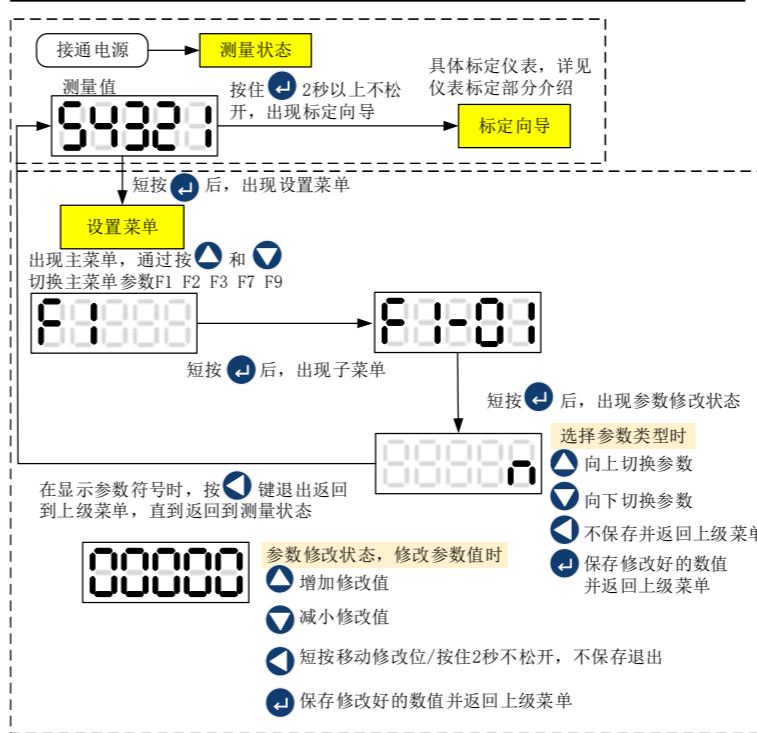 接通电源
测量状态
测量值
54321
按住 2秒以上不松
开，出现标定向导
具体标定仪表，详见
仪表标定部分介绍
标定向导
短按 后，出现设置菜单
设置菜单
出现主菜单，通过按 和
切换主菜单参数F1 F2 F3 F7 F9
F1
F1-01
短按 后，出现子菜单
短按 后，出现参数修改状态
n
选择参数类型时
向上切换参数
向下切换参数
不保存并返回上级菜单
保存修改好的数值
并返回上级菜单
在显示参数符号时，按 键退出返回
到上级菜单，直到返回到测量状态
00000
参数修改状态，修改参数值时
增加修改值
减小修改值
短按移动修改位/按住2秒不松开，不保存退出
保存修改好的数值并返回上级菜单